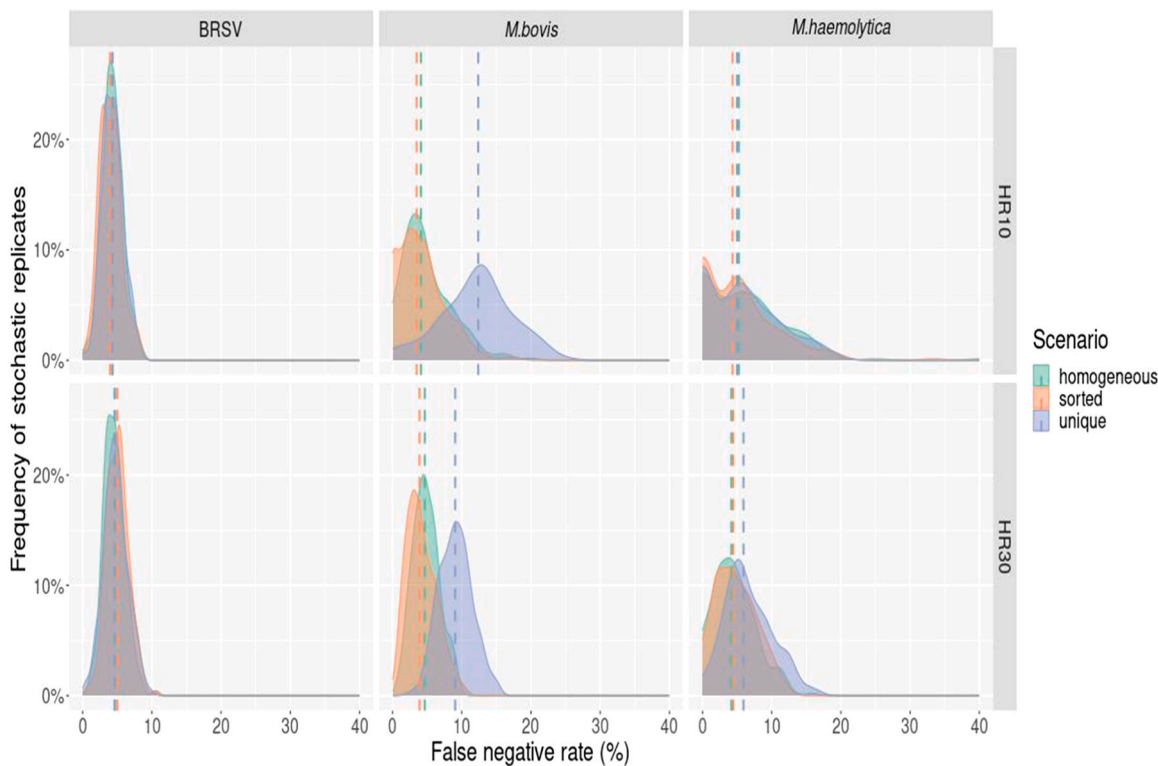 BRSV
M.bovis
M.haemolytica
Frequency of stochastic replicates
20%
10%
0%
HR10
20%
10%
0%
HR30
0 10 20 30 40
0 10 20 30 40
0 10 20 30 40
False negative rate (%)
Scenario
homogeneous
sorted
unique